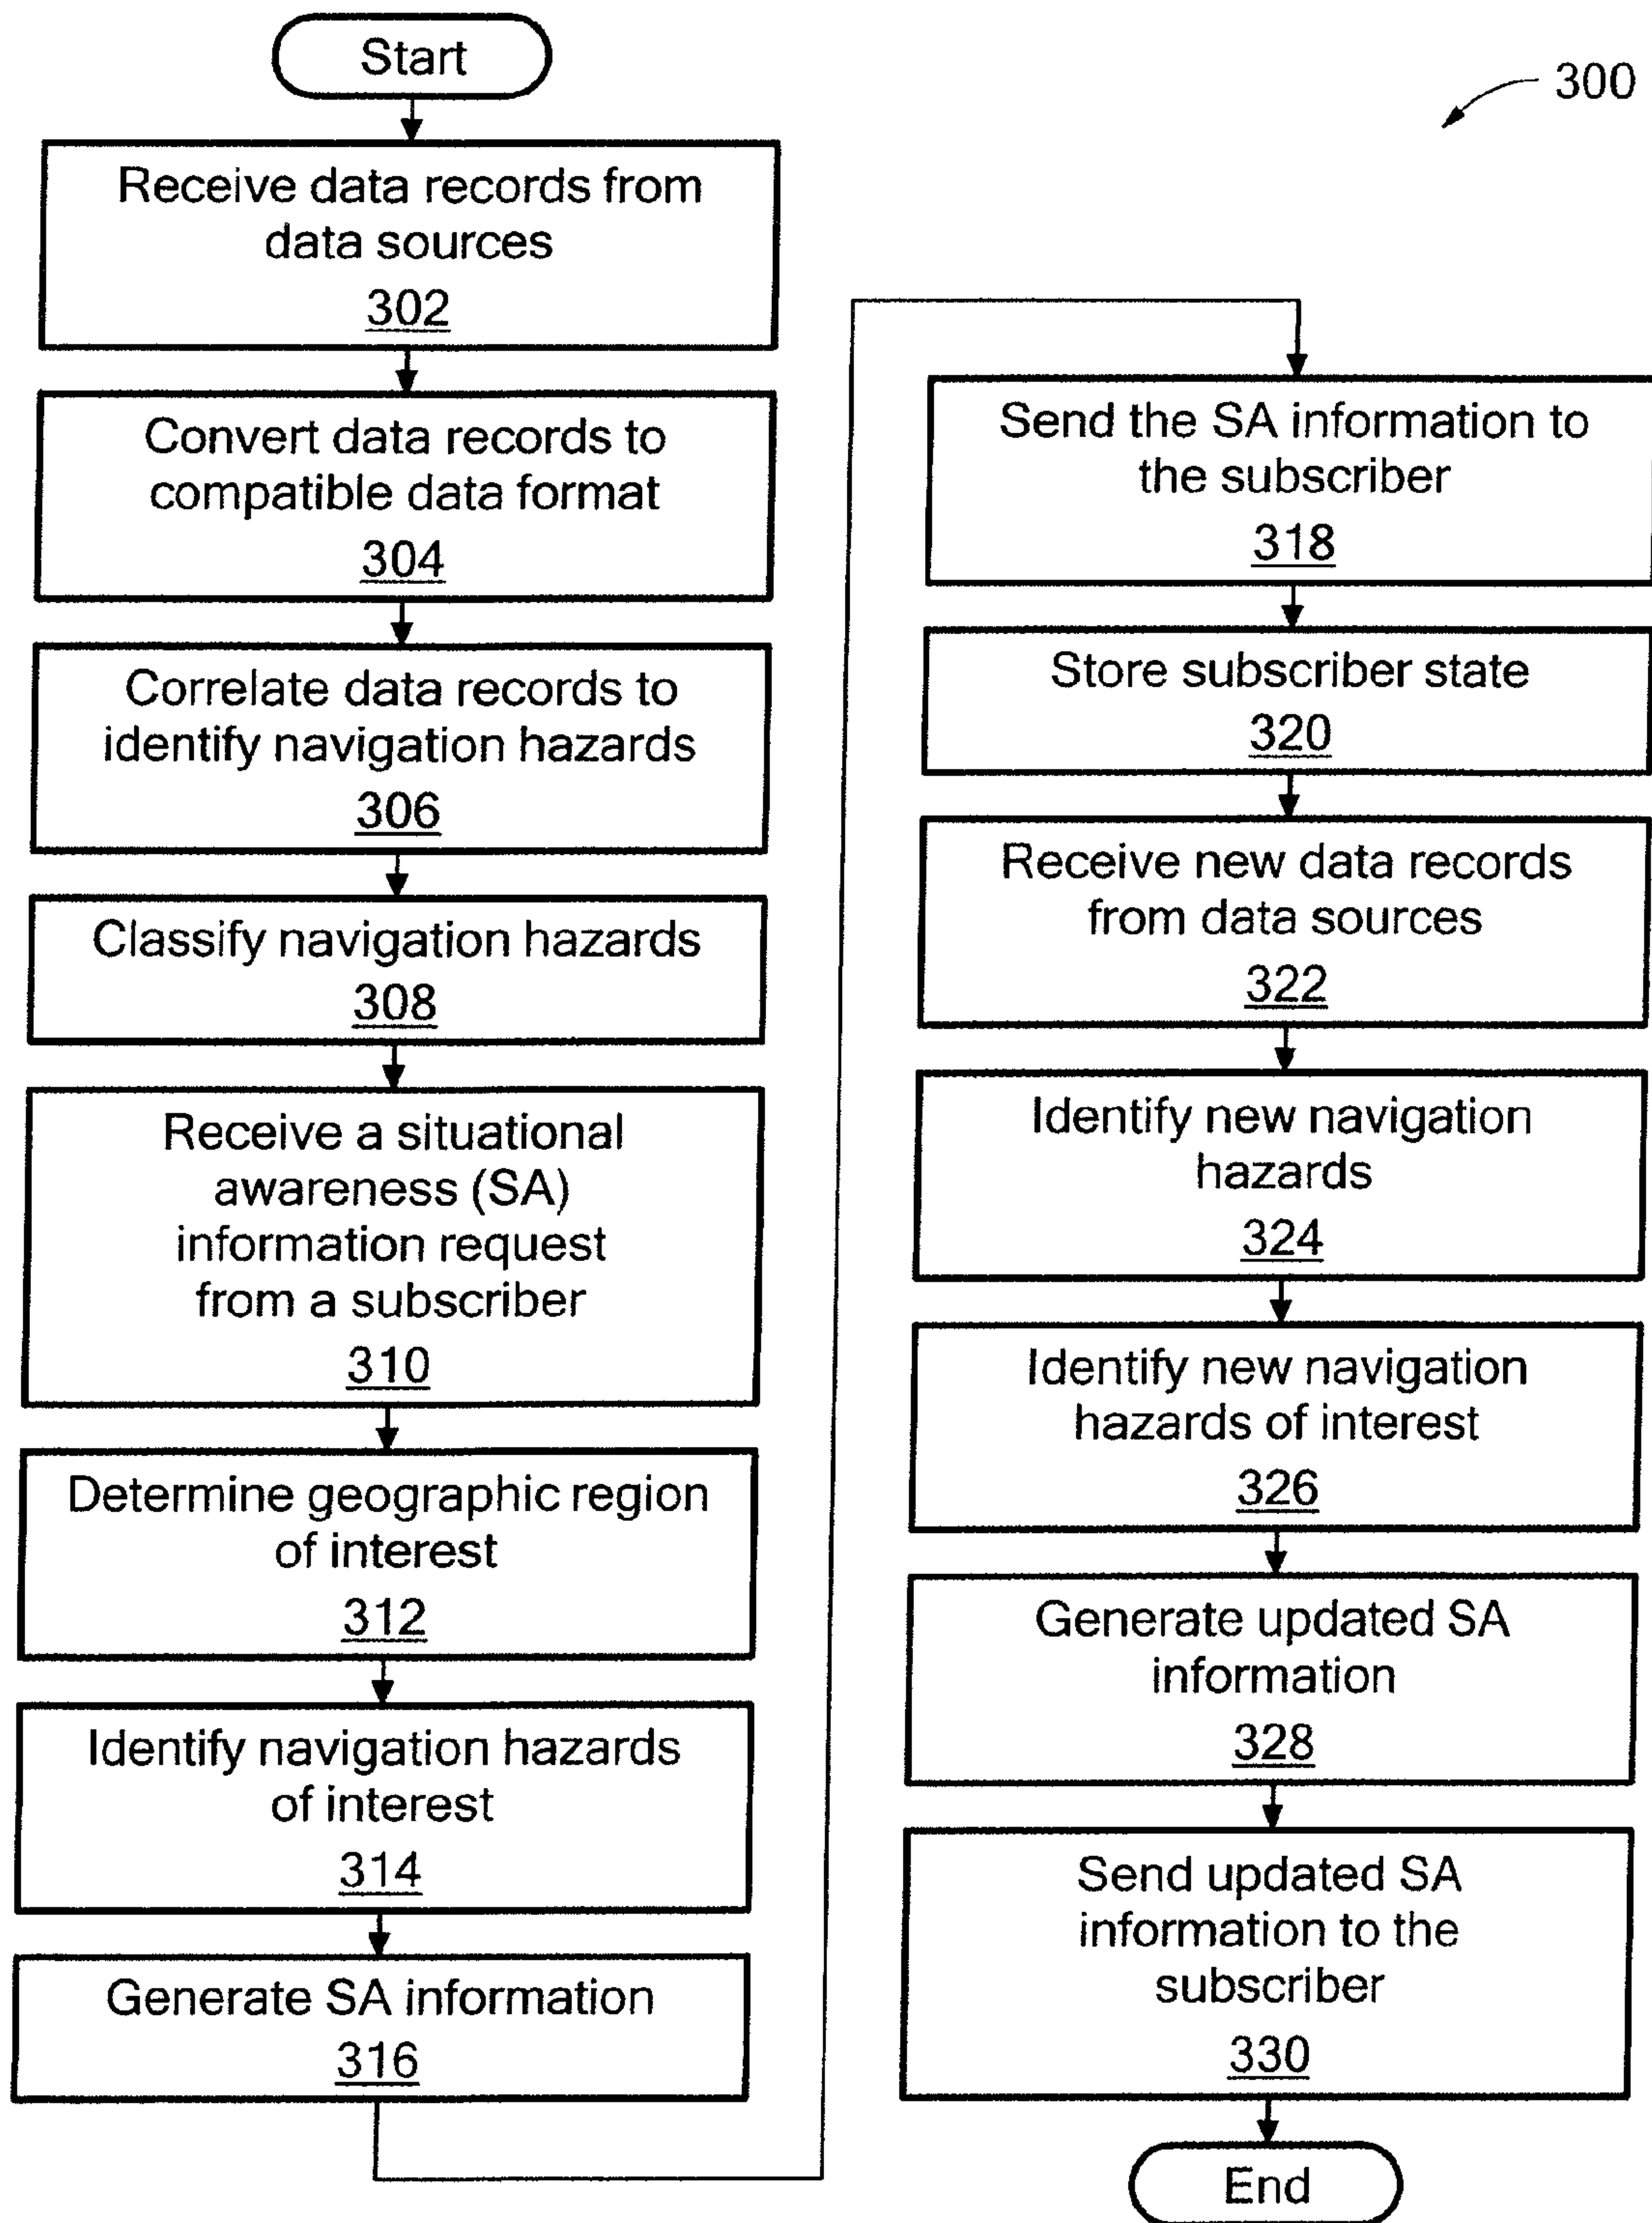 Start
300
Receive data records from
data sources
302
Convert data records to
compatible data format
304
Correlate data records to
identify navigation hazards
306
Classify navigation hazards
308
Receive a situational
awareness (SA)
information request
from a subscriber
310
Determine geographic region
of interest
312
Identify navigation hazards
of interest
314
Generate SA information
316
Send the SA information to
the subscriber
318
Store subscriber state
320
Receive new data records
from data sources
322
Identify new navigation
hazards
324
Identify new navigation
hazards of interest
326
Generate updated SA
information
328
Send updated SA
information to the
subscriber
330
End